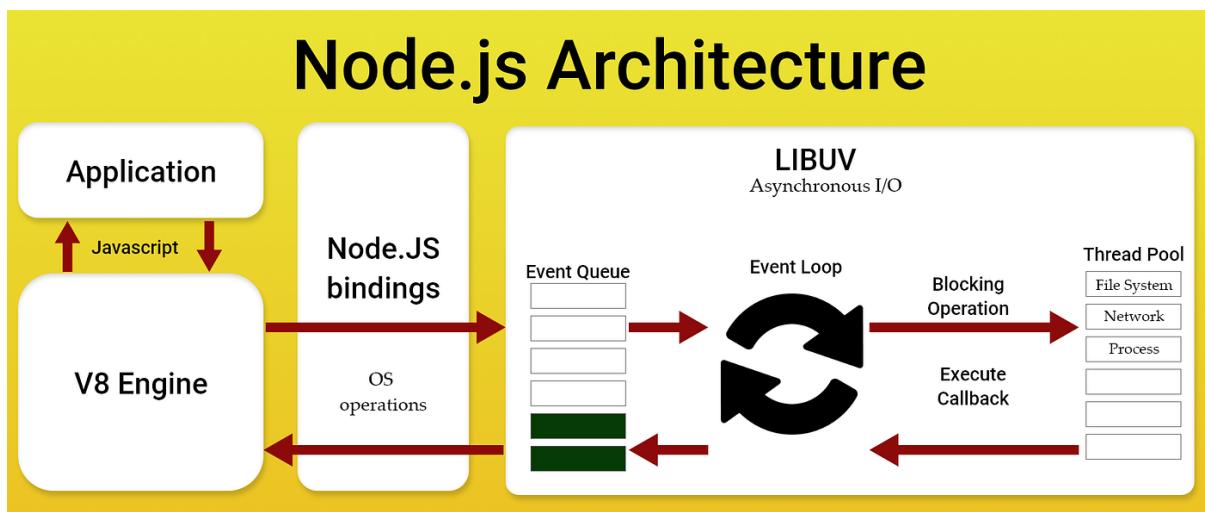 Node.js Architecture
Application
Javascript
V8 Engine
Node.JS
bindings
OS
operations
LIBUV
Asynchronous I/O
Event Queue
Event Loop
Blocking
Operation
Execute
Callback
Thread Pool
File System
Network
Process